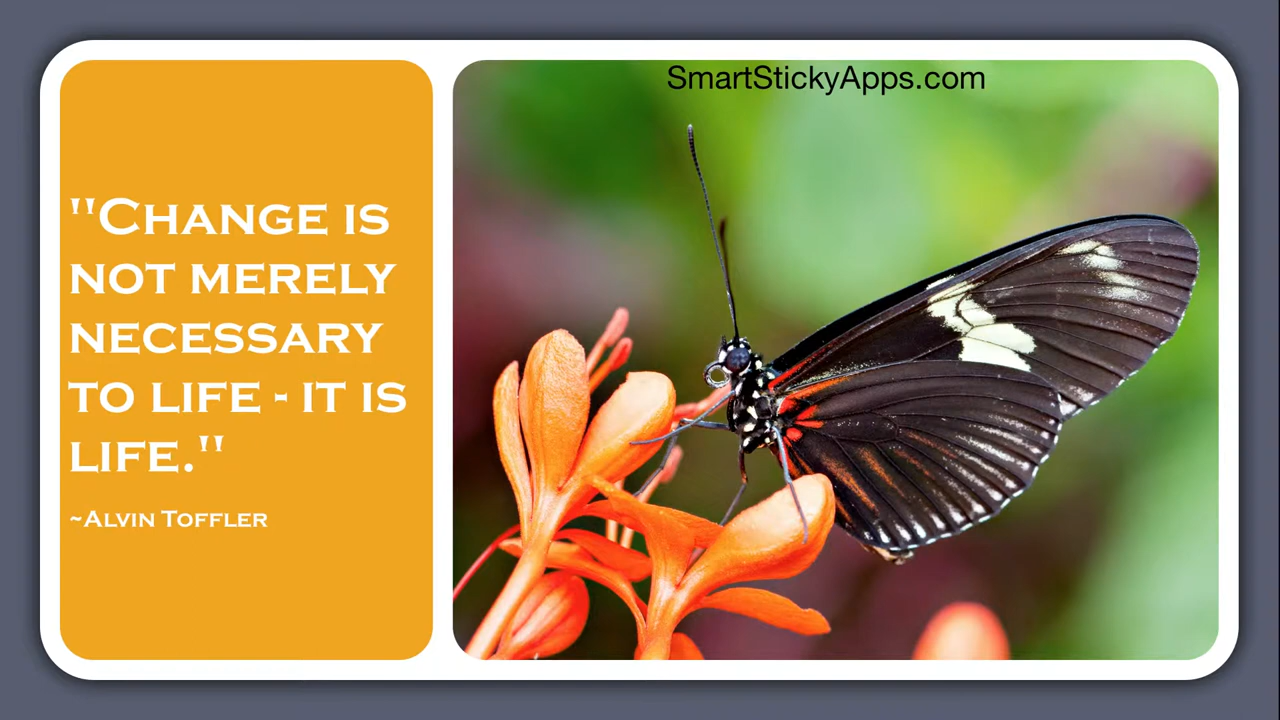 "Change is
not merely
necessary
to life - it is
life."
~Alvin Toffler
SmartStickyApps.com